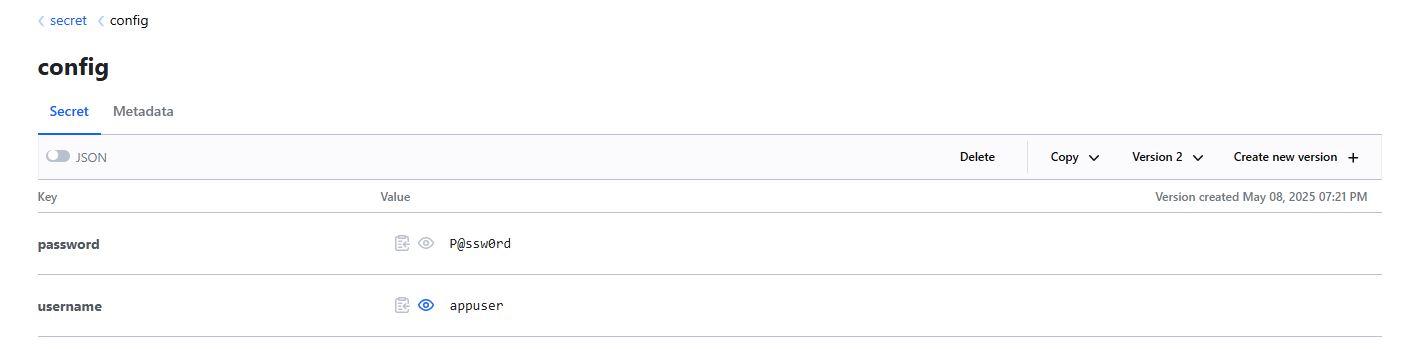 secret config
config
Secret Metadata
JSON Delete Copy Version 2 Create new version
Key Value Version created May 08, 2025 07:21 PM
password P@ssw0rd
username appuser